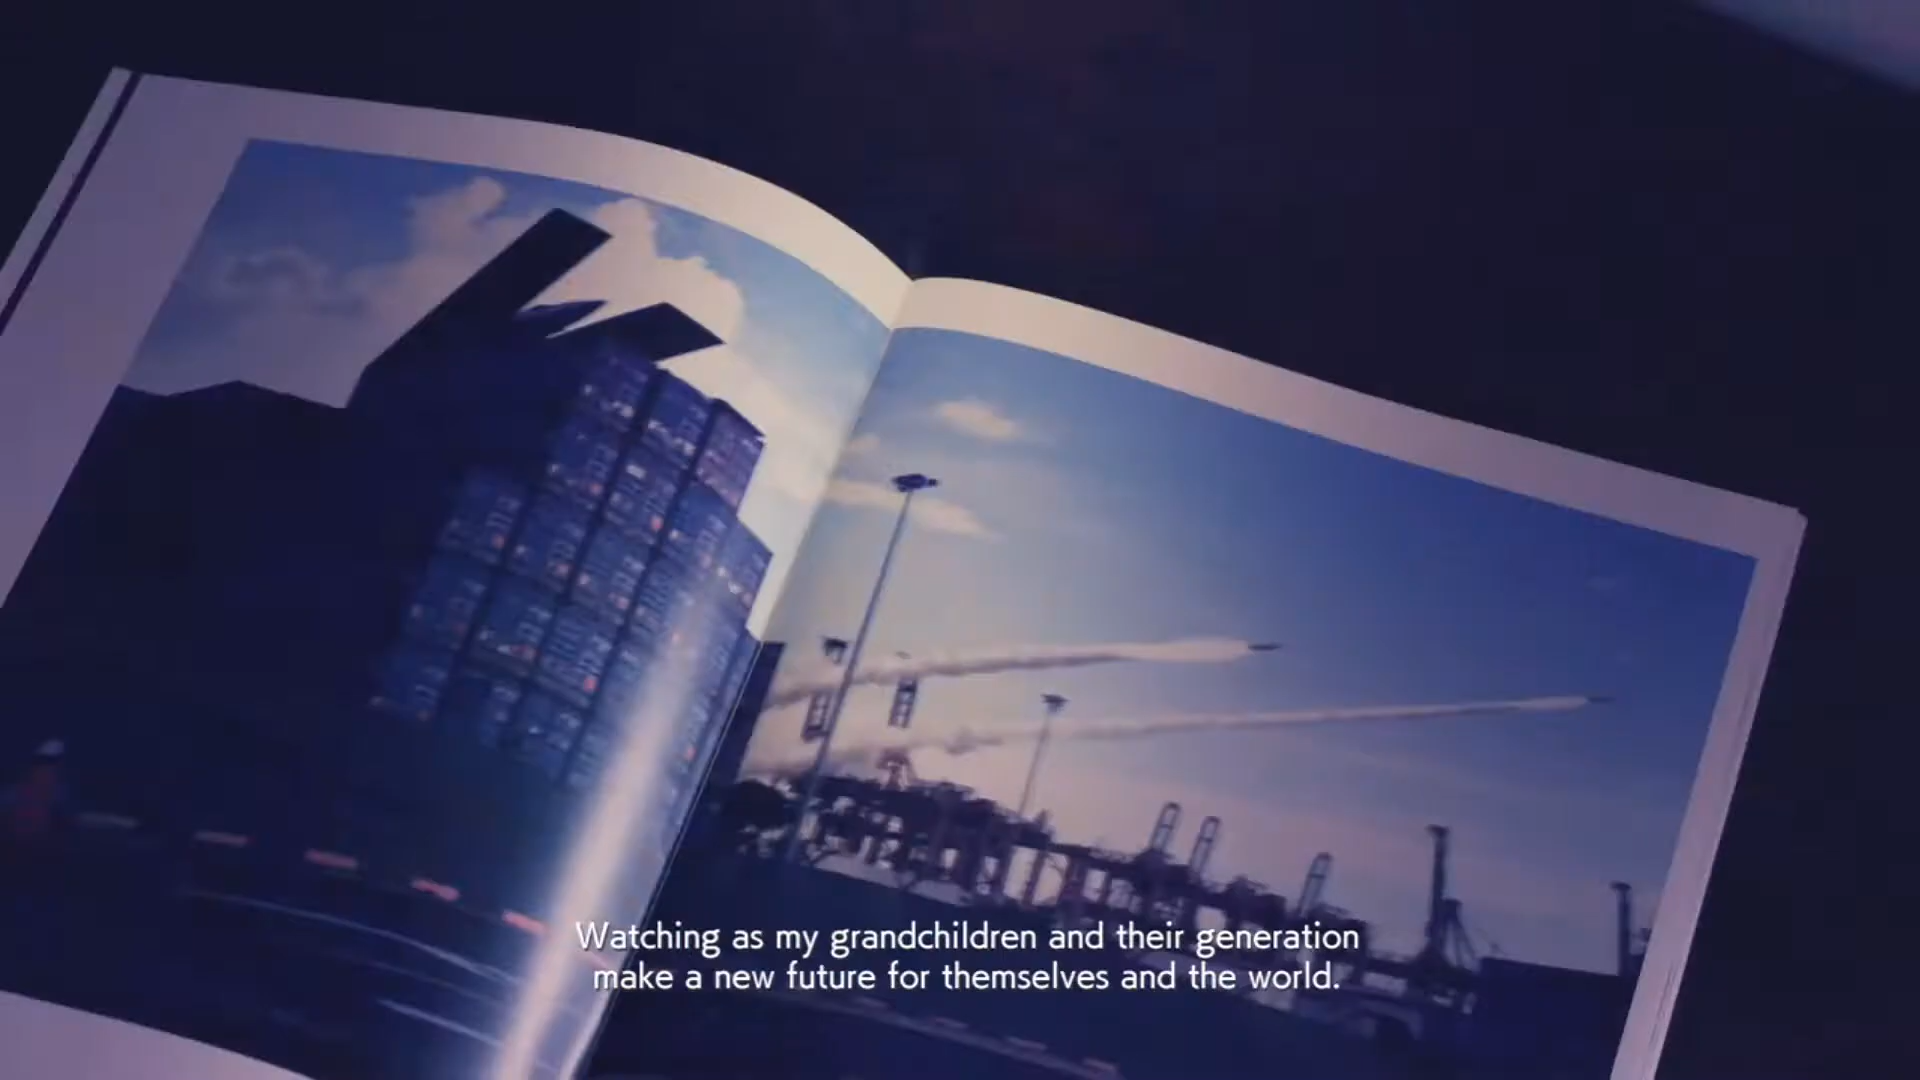 Watching as my grandchildren and their generation
make a new future for themselves and the world.